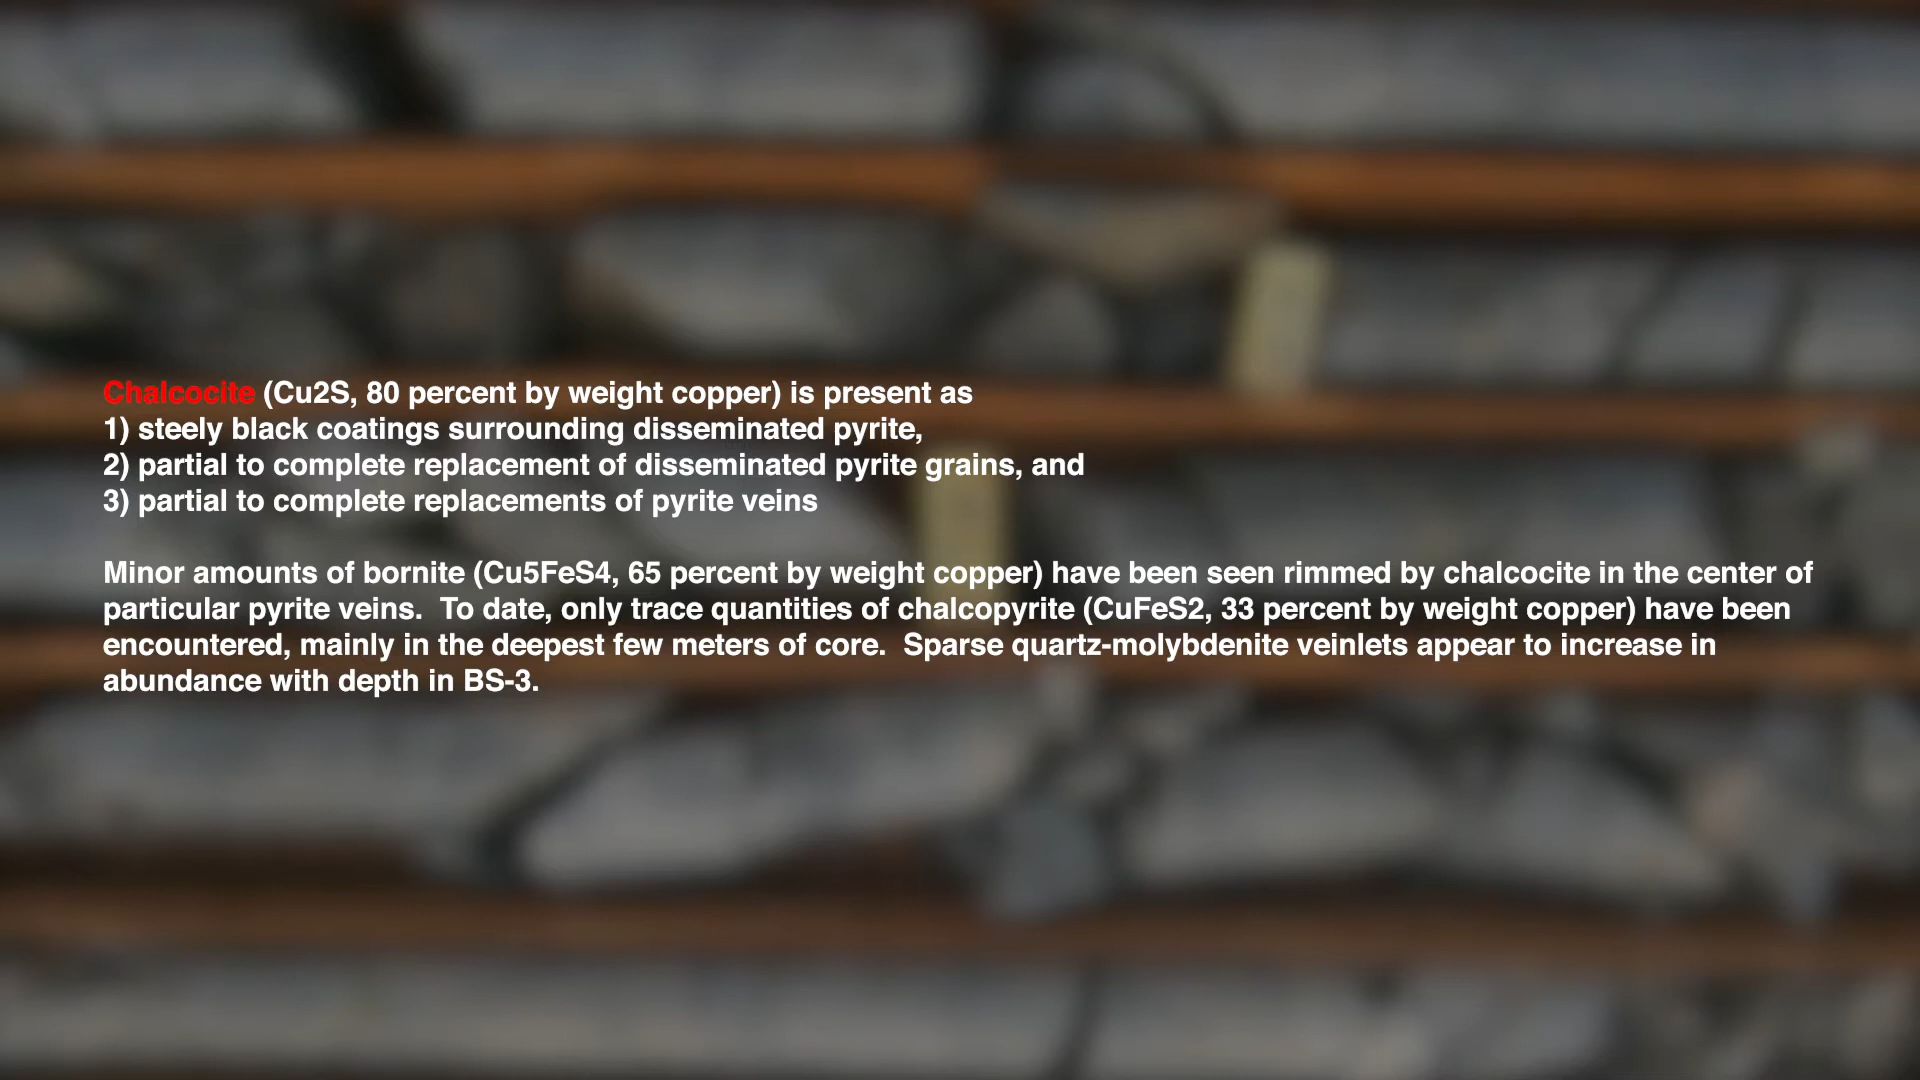 Chalcocite (Cu2S, 80 percent by weight copper) is present as
1) steely black coatings surrounding disseminated pyrite,
2) partial to complete replacement of disseminated pyrite grains, and
3) partial to complete replacements of pyrite veins
Minor amounts of bornite (Cu5FeS4, 65 percent by weight copper) have been seen rimmed by chalcocite in the center of
particular pyrite veins.  To date, only trace quantities of chalcopyrite (CuFeS2, 33 percent by weight copper) have been
encountered, mainly in the deepest few meters of core.  Sparse quartz-molybdenite veinlets appear to increase in
abundance with depth in BS-3.